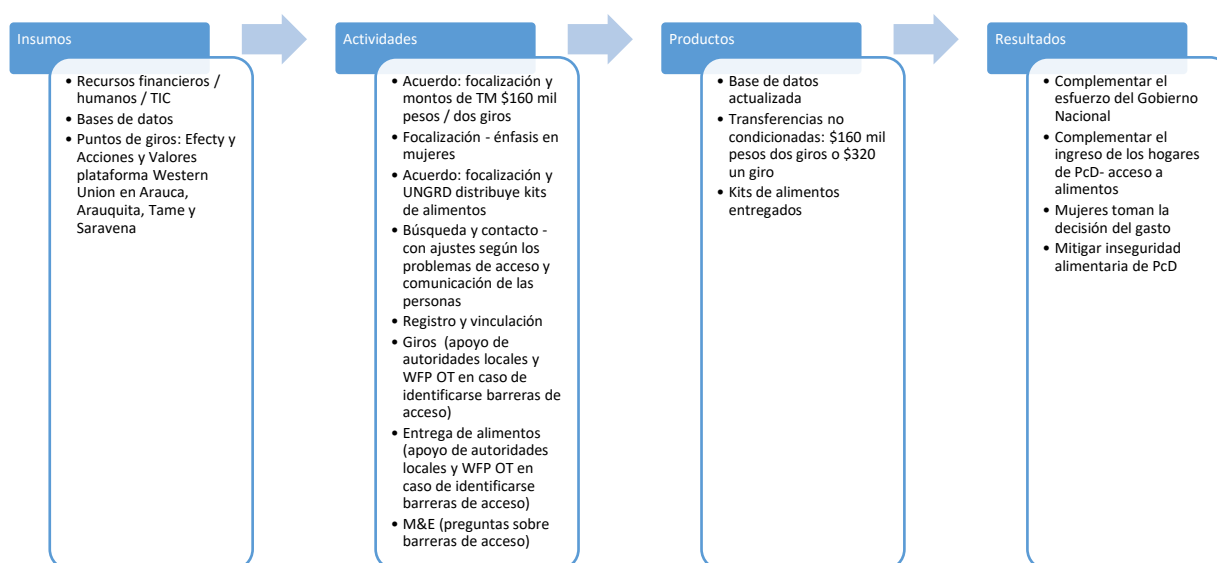 Insumos
• Recursos financieros /
humanos / TIC
• Bases de datos
• Puntos de giros: Efecty y
Acciones y Valores
plataforma Western
Union en Arauca,
Arauquita, Tame y
Saravena
Actividades
• Acuerdo: focalización y
montos de TM $160 mil
pesos / dos giros
• Focalización - énfasis en
mujeres
• Acuerdo: focalización y
UNGRD distribuye kits
de alimentos
• Búsqueda y contacto -
con ajustes según los
problemas de acceso y
comunicación de las
personas
• Registro y vinculación
• Giros (apoyo de
autoridades locales y
WFP OT en caso de
identificarse barreras de
acceso)
• Entrega de alimentos
(apoyo de autoridades
locales y WFP OT en
caso de identificarse
barreras de acceso)
• M&E (preguntas sobre
barreras de acceso)
Productos
• Base de datos
actualizada
• Transferencias no
condicionadas: $160 mil
pesos dos giros o $320
un giro
• Kits de alimentos
entregados
Resultados
• Complementar el
esfuerzo del Gobierno
Nacional
• Complementar el
ingreso de los hogares
de PcD- acceso a
alimentos
• Mujeres toman la
decisión del gasto
• Mitigar inseguridad
alimentaria de PcD